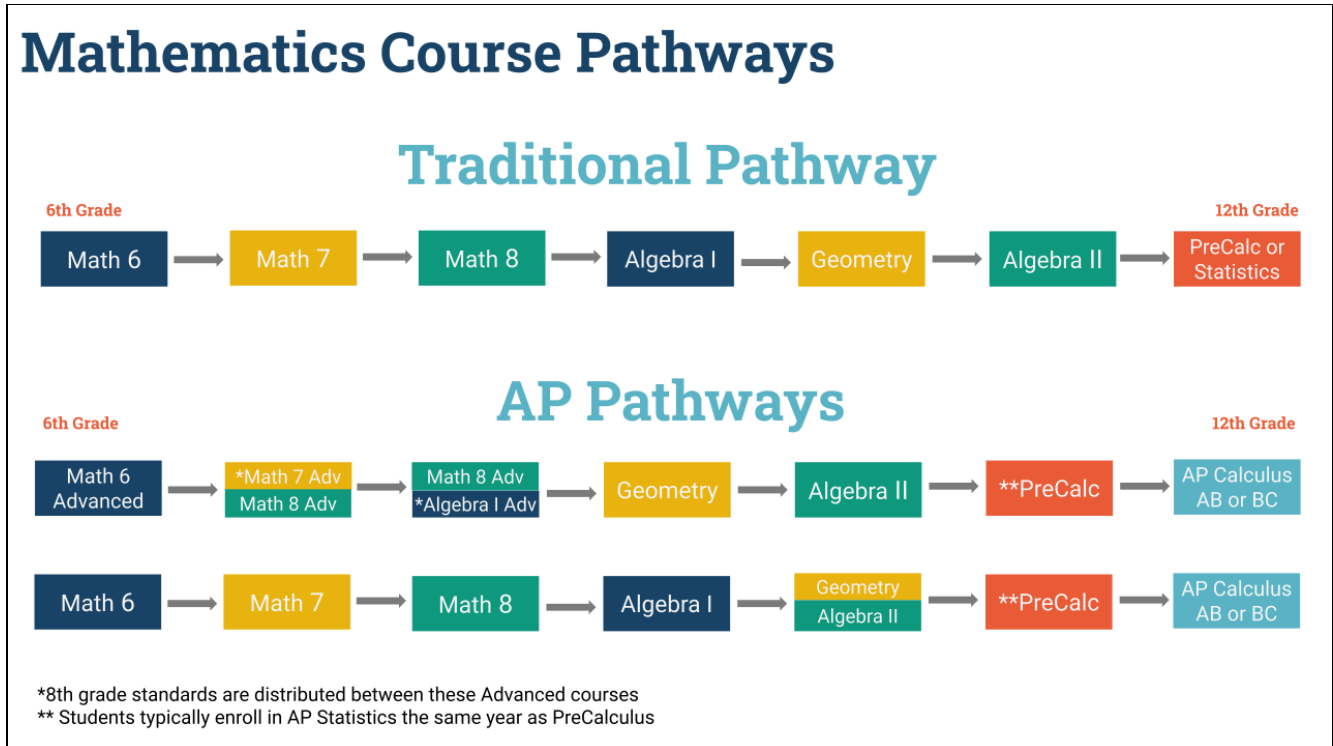 Mathematics Course Pathways
Traditional Pathway
6th Grade
12th Grade
Math 6
Math 7
Math 8
Algebra I
Geometry
Algebra II
PreCalc or
Statistics
AP Pathways
6th Grade
12th Grade
Math 6
Advanced
*Math 7 Adv
Math 8 Adv
Math 8 Adv
*Algebra I Adv
Geometry
Algebra II
**PreCalc
AP Calculus
AB or BC
Math 6
Math 7
Math 8
Algebra I
Geometry
Algebra II
**PreCalc
AP Calculus
AB or BC
*8th grade standards are distributed between these Advanced courses
** Students typically enroll in AP Statistics the same year as PreCalculus